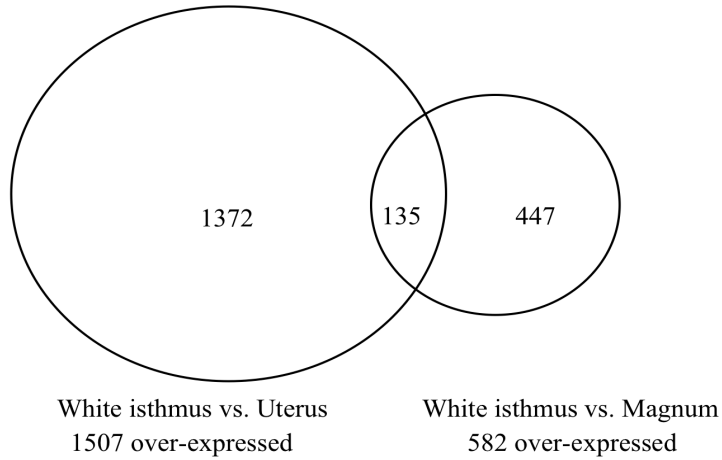 1372
135
447
White isthmus vs. Uterus
1507 over-expressed
White isthmus vs. Magnum
582 over-expressed